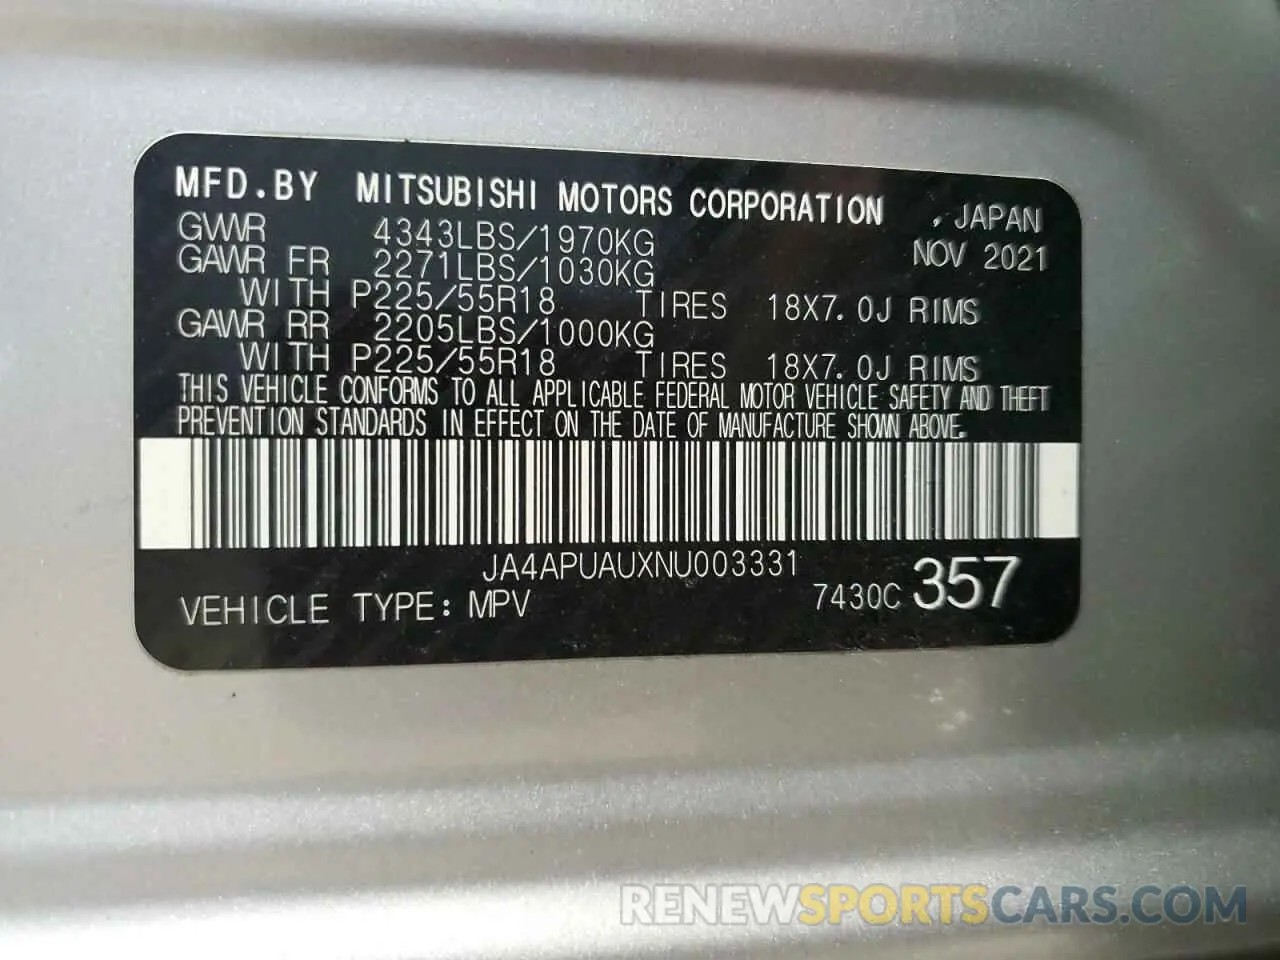 MFD.BY MITSUBISHI MOTORS CORPORATION , JAPAN
GVWR 4343LBS/1970KG NOV 2021
GAWR FR 2271LBS/1030KG
WITH P225/55R18 TIRES 18X7.0J RIMS
GAWR RR 2205LBS/1000KG
WITH P225/55R18 TIRES 18X7.0J RIMS
THIS VEHICLE CONFORMS TO ALL APPLICABLE FEDERAL MOTOR VEHICLE SAFETY AND THEFT
PREVENTION STANDARDS IN EFFECT ON THE DATE OF MANUFACTURE SHOWN ABOVE.
JA4APUAUXNU003331
VEHICLE TYPE: MPV 7430C 357
RENEWSPORTSCARS.COM